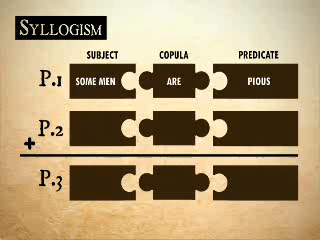 SYLLOGISM
SUBJECT COPULA PREDICATE
P.1 SOME MEN ARE PIOUS
P.2
+
P.3